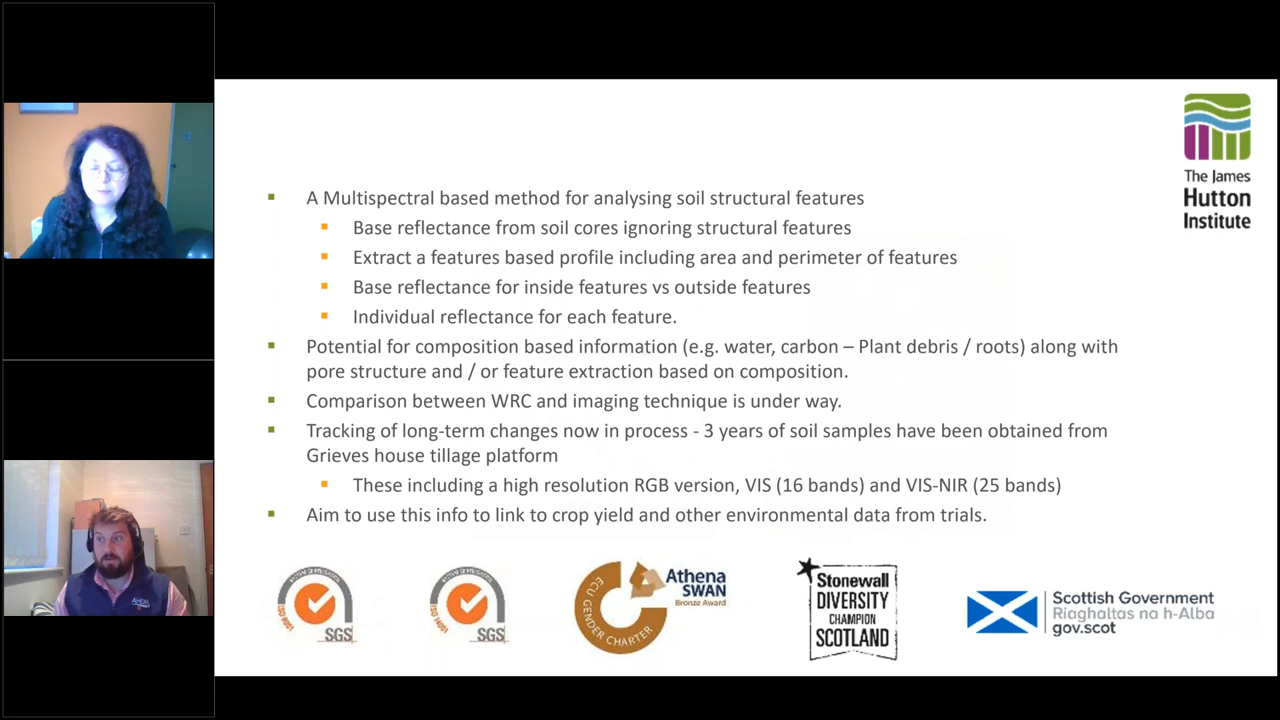 A Multispectral based method for analysing soil structural features
Base reflectance from soil cores ignoring structural features
Extract a features based profile including area and perimeter of features
Base reflectance for inside features vs outside features
Individual reflectance for each feature.
Potential for composition based information (e.g. water, carbon – Plant debris / roots) along with
pore structure and / or feature extraction based on composition.
Comparison between WRC and imaging technique is under way.
Tracking of long-term changes now in process - 3 years of soil samples have been obtained from
Grieves house tillage platform
These including a high resolution RGB version, VIS (16 bands) and VIS-NIR (25 bands)
Aim to use this info to link to crop yield and other environmental data from trials.
The James
Hutton
Institute
SGS
SGS
ECU GENDER CHARTER
Athena
SWAN
Bronze Award
Stonewall
DIVERSITY
CHAMPION
SCOTLAND
Scottish Government
Riaghaltas na h-Alba
gov.scot
AHDB